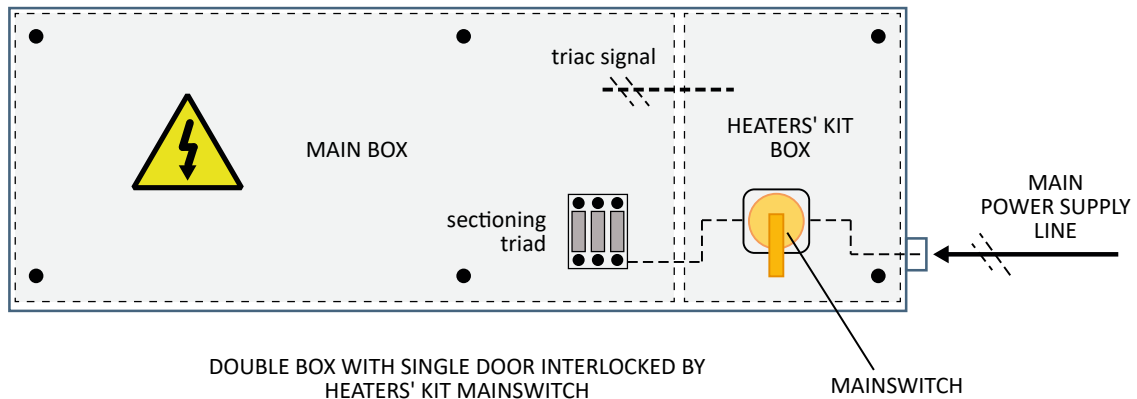 triac signal
HEATERS' KIT
BOX
MAIN BOX
MAIN
POWER SUPPLY
LINE
sectioning
triad
DOUBLE BOX WITH SINGLE DOOR INTERLOCKED BY
HEATERS' KIT MAINSWITCH
MAINSWITCH